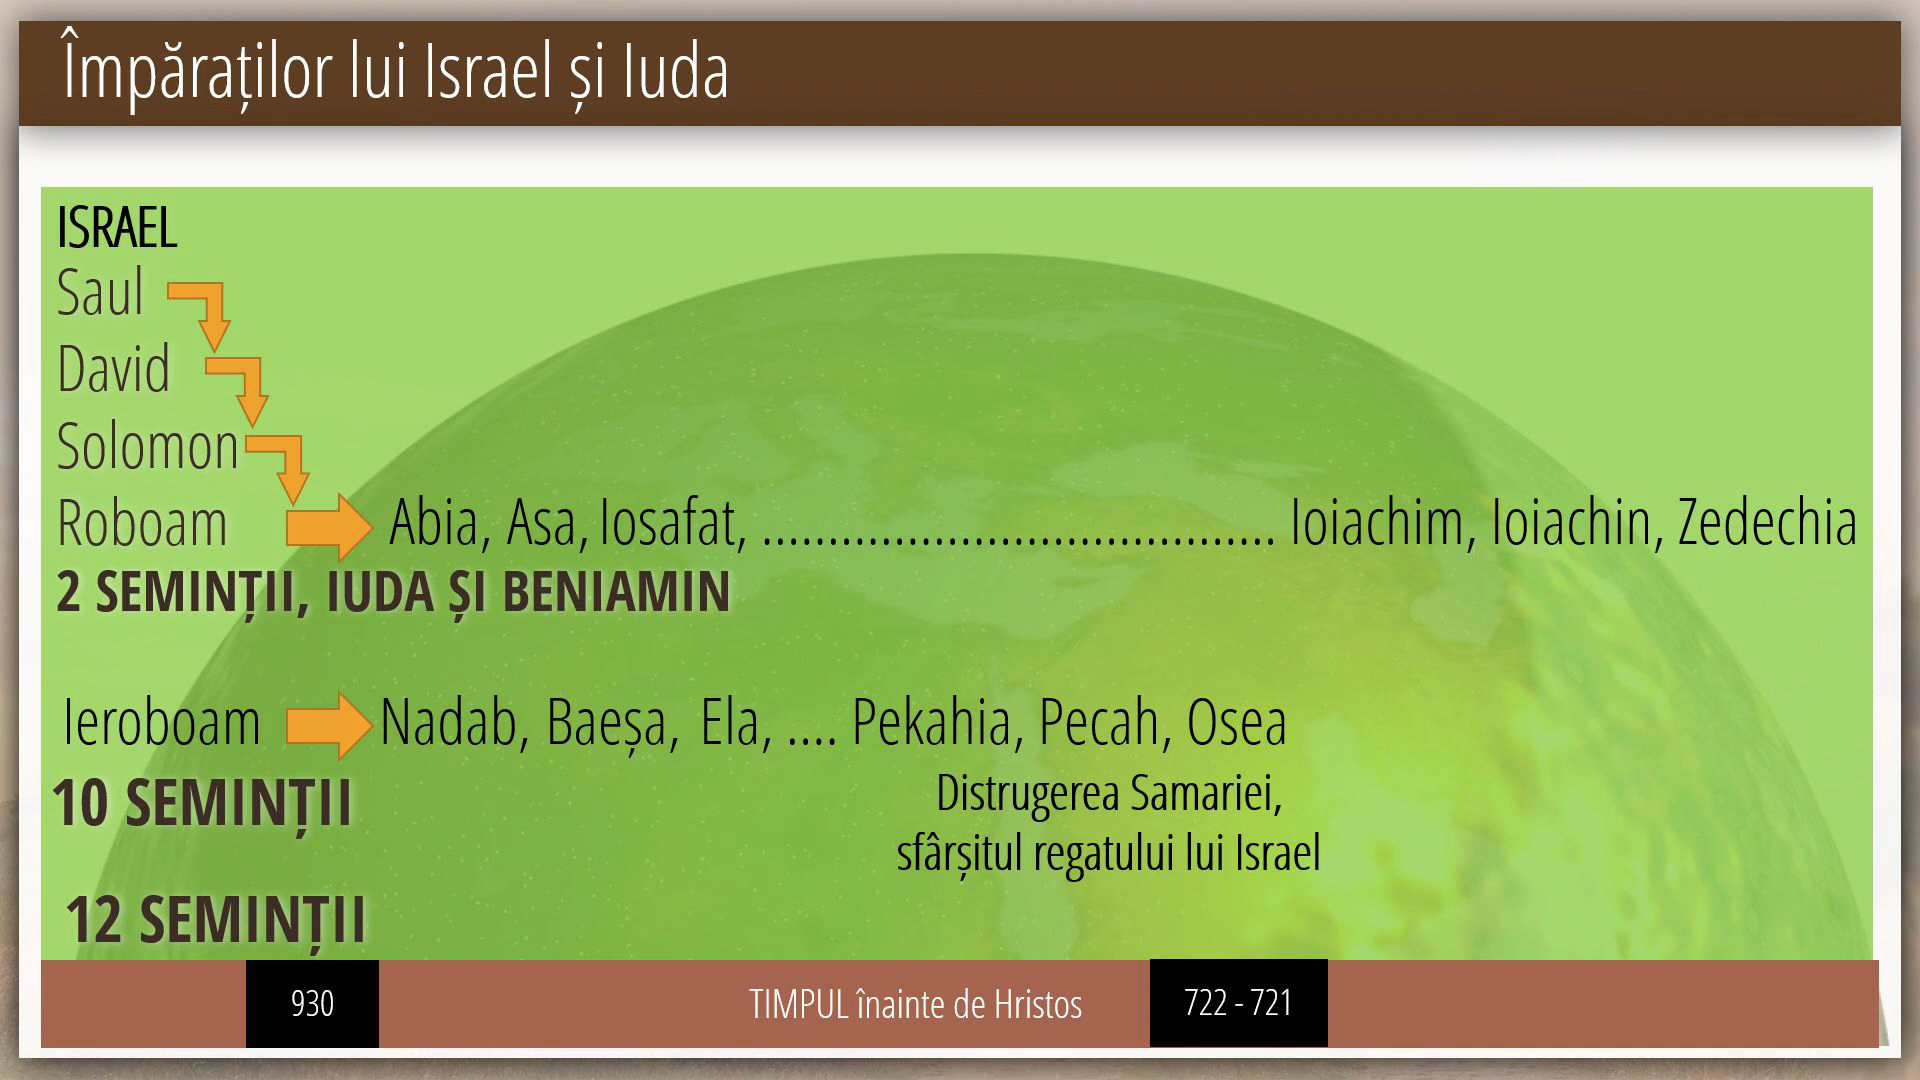 Împăraților lui Israel și Iuda
ISRAEL
Saul
David
Solomon
Roboam Abia, Asa, Iosafat, ....................................... Ioiachim, Ioiachin, Zedechia
2 SEMINȚII, IUDA ȘI BENIAMIN
Ieroboam Nadab, Baeșa, Ela, .... Pekahia, Pecah, Osea
Distrugerea Samariei,
10 SEMINȚII
sfârșitul regatului lui Israel
12 SEMINȚII
930 TIMPUL înainte de Hristos 722 - 721